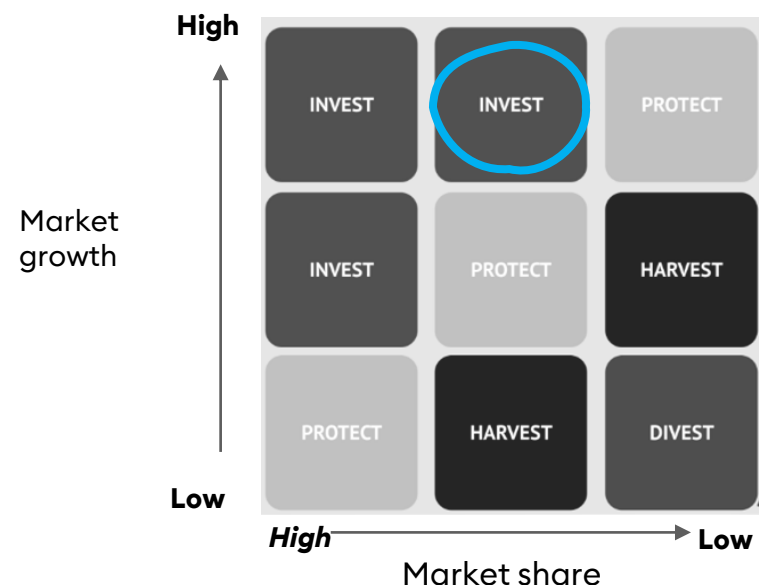 High
INVEST INVEST PROTECT
Market
growth
INVEST PROTECT HARVEST
PROTECT HARVEST DIVEST
Low
High Low
Market share